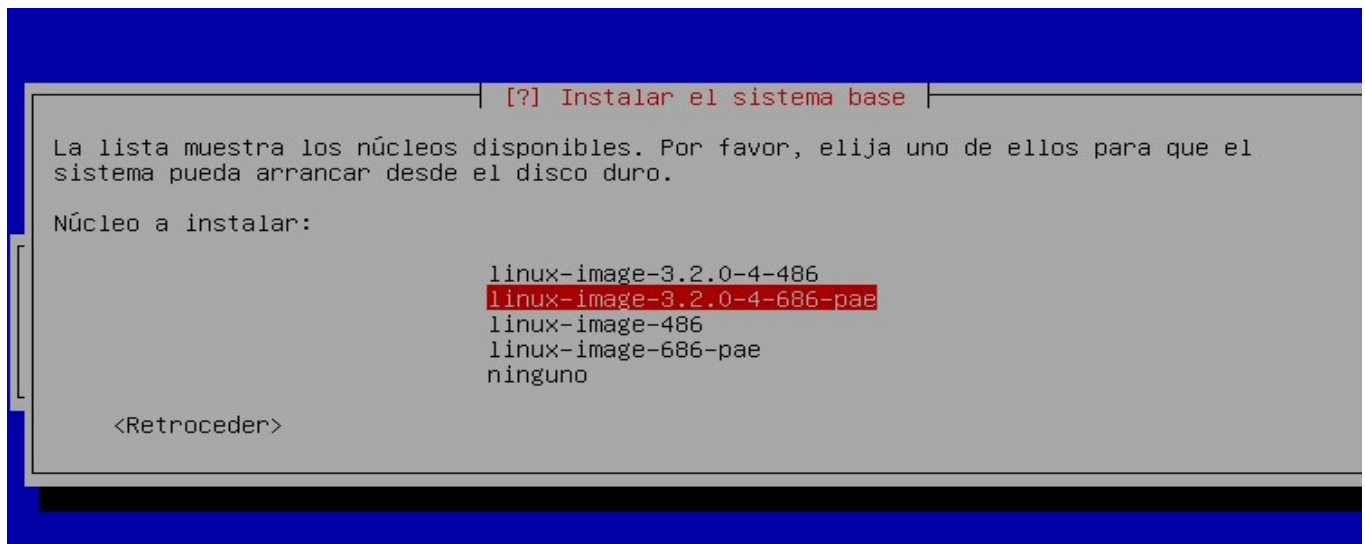 [?] Instalar el sistema base
La lista muestra los núcleos disponibles. Por favor, elija uno de ellos para que el
sistema pueda arrancar desde el disco duro.
Núcleo a instalar:
linux-image-3.2.0-4-486
linux-image-3.2.0-4-686-pae
linux-image-486
linux-image-686-pae
ninguno
<Retroceder>